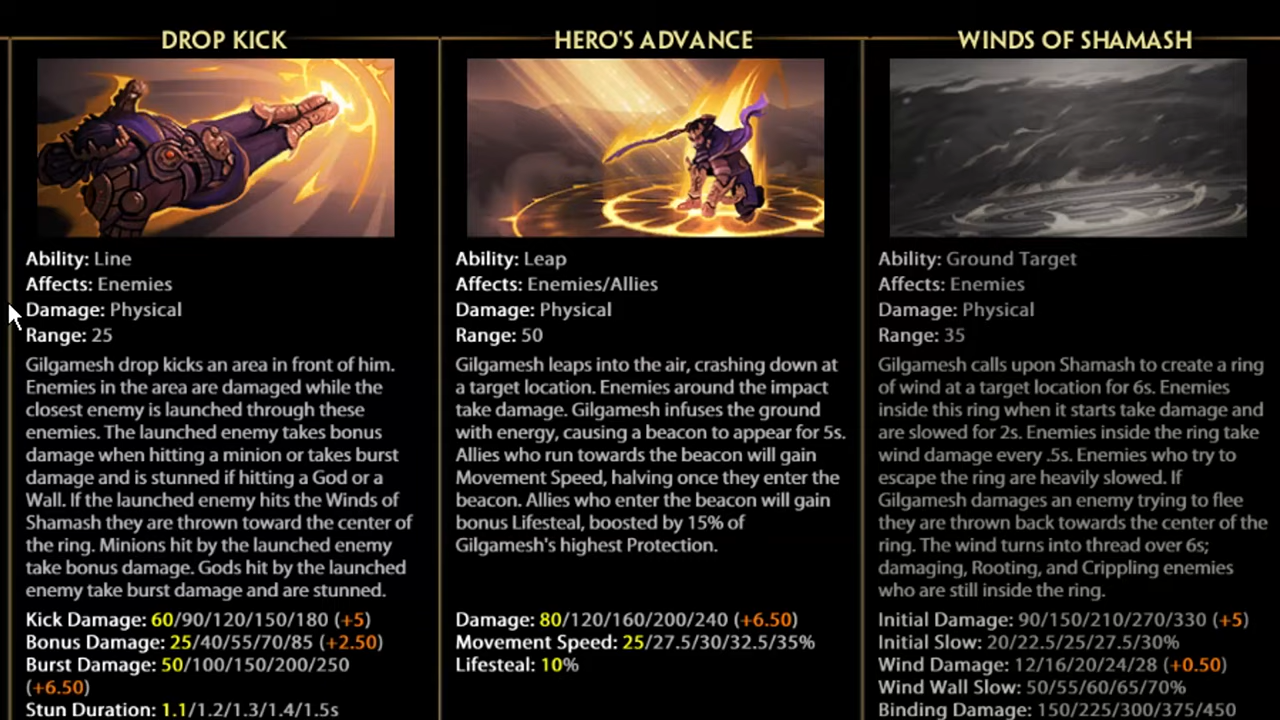 DROP KICK
Ability: Line
Affects: Enemies
Damage: Physical
Range: 25
Gilgamesh drop kicks an area in front of him.
Enemies in the area are damaged while the
closest enemy is launched through these
enemies. The launched enemy takes bonus
damage when hitting a minion or takes burst
damage and is stunned if hitting a God or a
Wall. If the launched enemy hits the Winds of
Shamash they are thrown toward the center of
the ring. Minions hit by the launched enemy
take bonus damage. Gods hit by the launched
enemy take burst damage and are stunned.
Kick Damage: 60/90/120/150/180 (+5)
Bonus Damage: 25/40/55/70/85 (+2.50)
Burst Damage: 50/100/150/200/250
(+6.50)
Stun Duration: 1.1/1.2/1.3/1.4/1.5s
HERO'S ADVANCE
Ability: Leap
Affects: Enemies/Allies
Damage: Physical
Range: 50
Gilgamesh leaps into the air, crashing down at
a target location. Enemies around the impact
take damage. Gilgamesh infuses the ground
with energy, causing a beacon to appear for 5s.
Allies who run towards the beacon will gain
Movement Speed, halving once they enter the
beacon. Allies who enter the beacon will gain
bonus Lifesteal, boosted by 15% of
Gilgamesh's highest Protection.
Damage: 80/120/160/200/240 (+6.50)
Movement Speed: 25/27.5/30/32.5/35%
Lifesteal: 10%
WINDS OF SHAMASH
Ability: Ground Target
Affects: Enemies
Damage: Physical
Range: 35
Gilgamesh calls upon Shamash to create a ring
of wind at a target location for 6s. Enemies
inside this ring when it starts take damage and
are slowed for 2s. Enemies inside the ring take
wind damage every .5s. Enemies who try to
escape the ring are heavily slowed. If
Gilgamesh damages an enemy trying to flee
they are thrown back towards the center of the
ring. The wind turns into thread over 6s;
damaging, Rooting, and Crippling enemies
who are still inside the ring.
Initial Damage: 90/150/210/270/330 (+5)
Initial Slow: 20/22.5/25/27.5/30%
Wind Damage: 12/16/20/24/28 (+0.50)
Wind Wall Slow: 50/55/60/65/70%
Binding Damage: 150/225/300/375/450